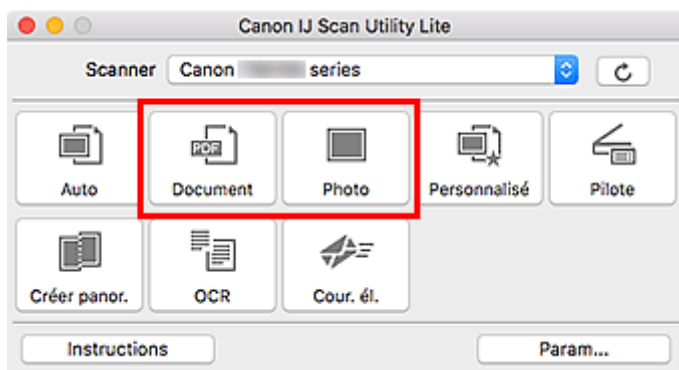 Canon IJ Scan Utility Lite
Scanner Canon series
Auto Document Photo Personnalisé Pilote
Créer panor. OCR Cour. él.
Instructions Param...